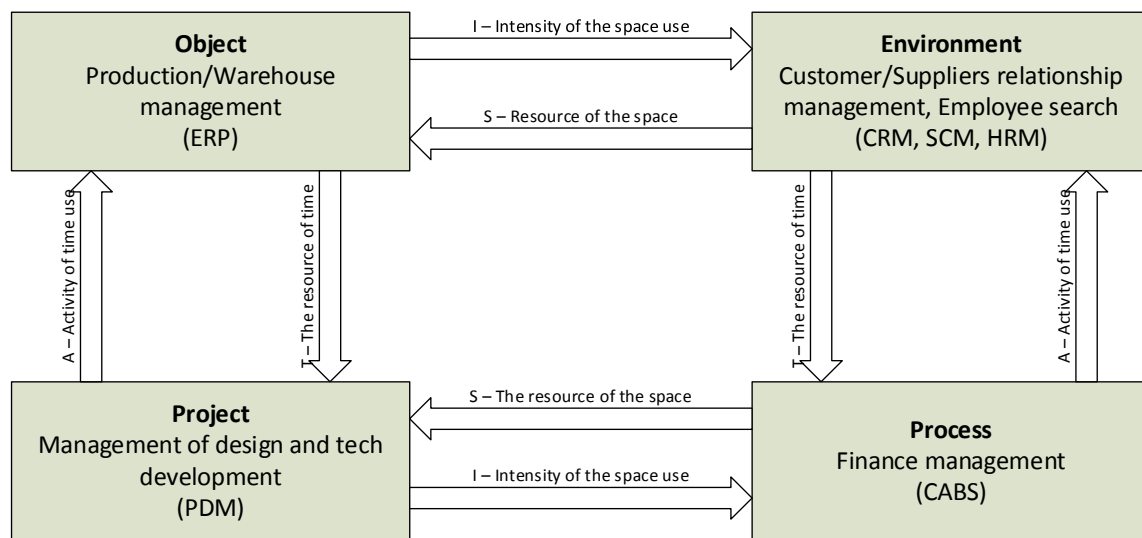 Object
Production/Warehouse
management
(ERP)
I – Intensity of the space use
S – Resource of the space
Environment
Customer/Suppliers relationship
management, Employee search
(CRM, SCM, HRM)
A – Activity of time use
T – The resource of time
T – The resource of time
A – Activity of time use
Project
Management of design and tech
development
(PDM)
S – The resource of the space
I – Intensity of the space use
Process
Finance management
(CABS)